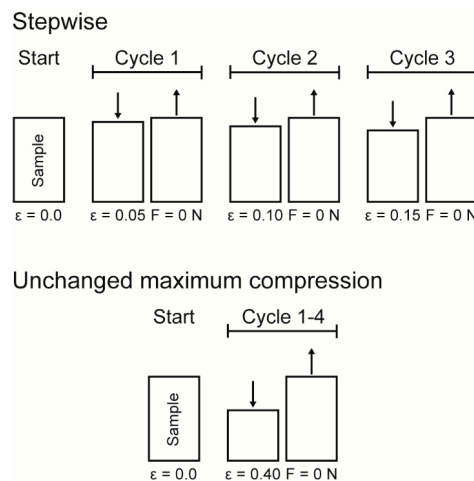 Stepwise
Start Cycle 1 Cycle 2 Cycle 3
Sample
ε = 0.0 ε = 0.05 F = 0 N ε = 0.10 F = 0 N ε = 0.15 F = 0 N
Unchanged maximum compression
Start Cycle 1-4
Sample
ε = 0.0 ε = 0.40 F = 0 N